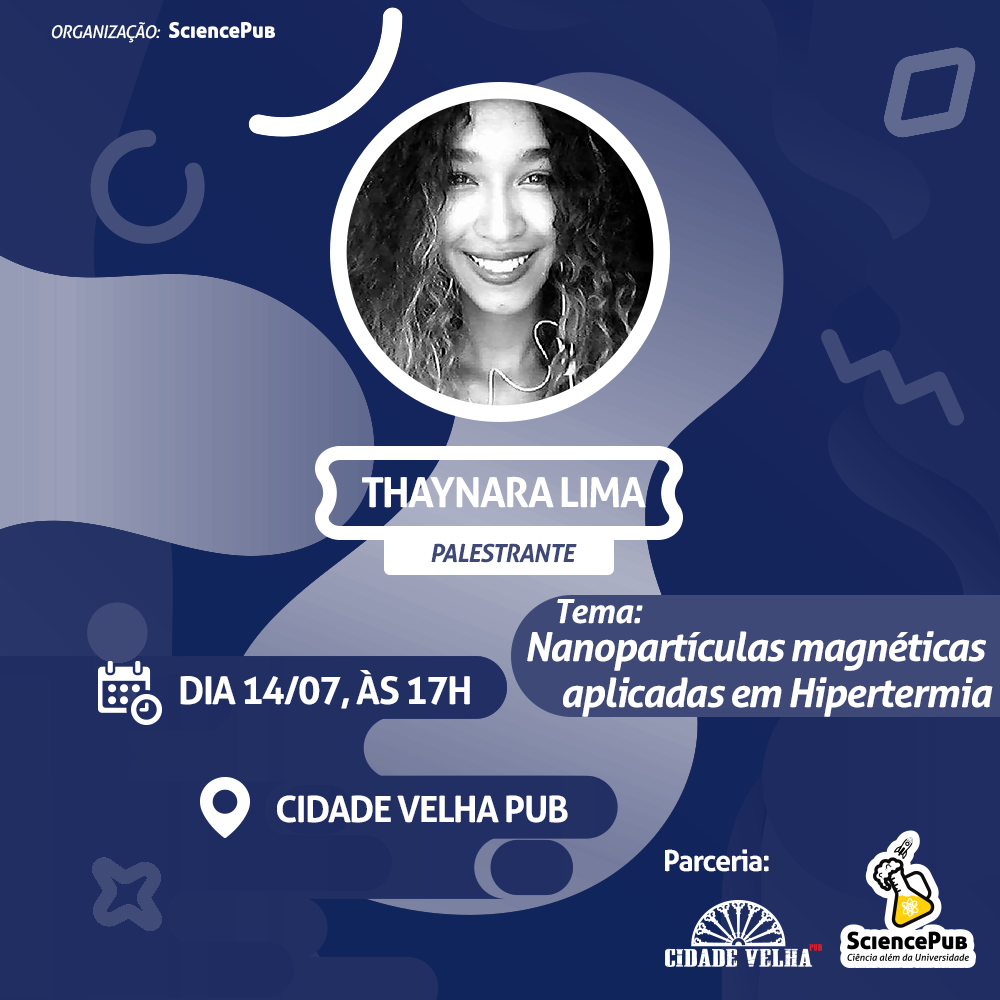 ORGANIZAÇÃO: SCIENCEPUB
THAYNARA LIMA
PALESTRANTE
Tema:
Nanopartículas magnéticas
aplicadas em Hipertermia
DIA 14/07, ÀS 17H
CIDADE VELHA PUB
Parceria:
CIDADE VELHA PUB
SCIENCEPUB
Ciência além da Universidade